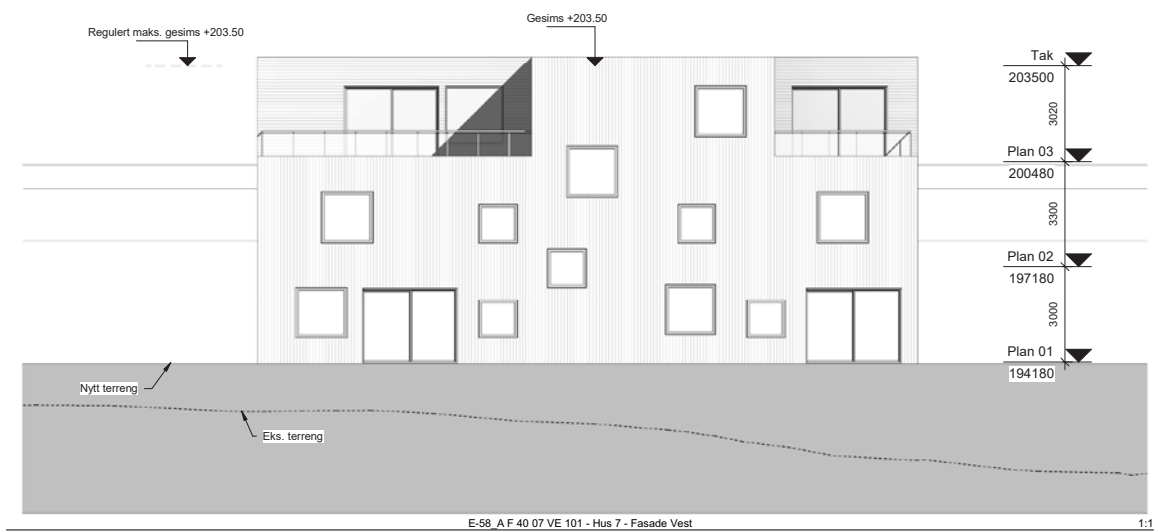 Gesims +203.50
Regulert maks. gesims +203.50
Tak
203500
3020
Plan 03
200480
3300
Plan 02
197180
3000
Plan 01
194180
Nytt terreng
Eks. terreng
E-58_A F 40 07 VE 101 - Hus 7 - Fasade Vest
1:1